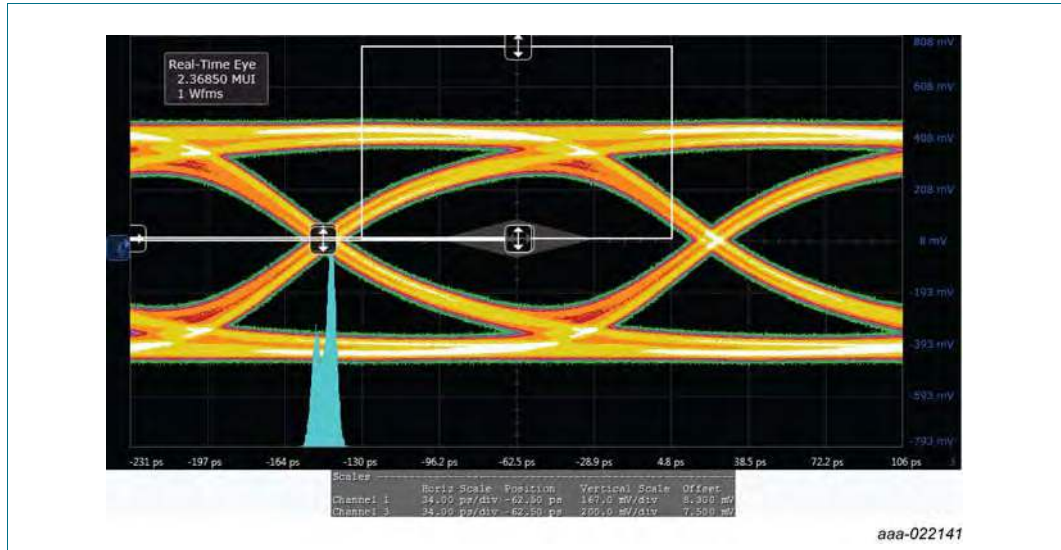 Real-Time Eye
2.36850 MUI
1 Wfms
808 mV
608 mV
408 mV
208 mV
8 mV
-193 mV
-393 mV
-593 mV
-793 mV
-231 ps -197 ps -164 ps -130 ps -96.2 ps -62.5 ps -28.9 ps 4.8 ps 38.5 ps 72.2 ps 106 ps
Scales
Horiz Scale Position Vertical Scale Offset
Channel 1 34.00 ps/div -62.50 ps 167.0 mV/div 8.300 mV
Channel 3 34.00 ps/div -62.50 ps 200.0 mV/div 7.500 mV
aaa-022141